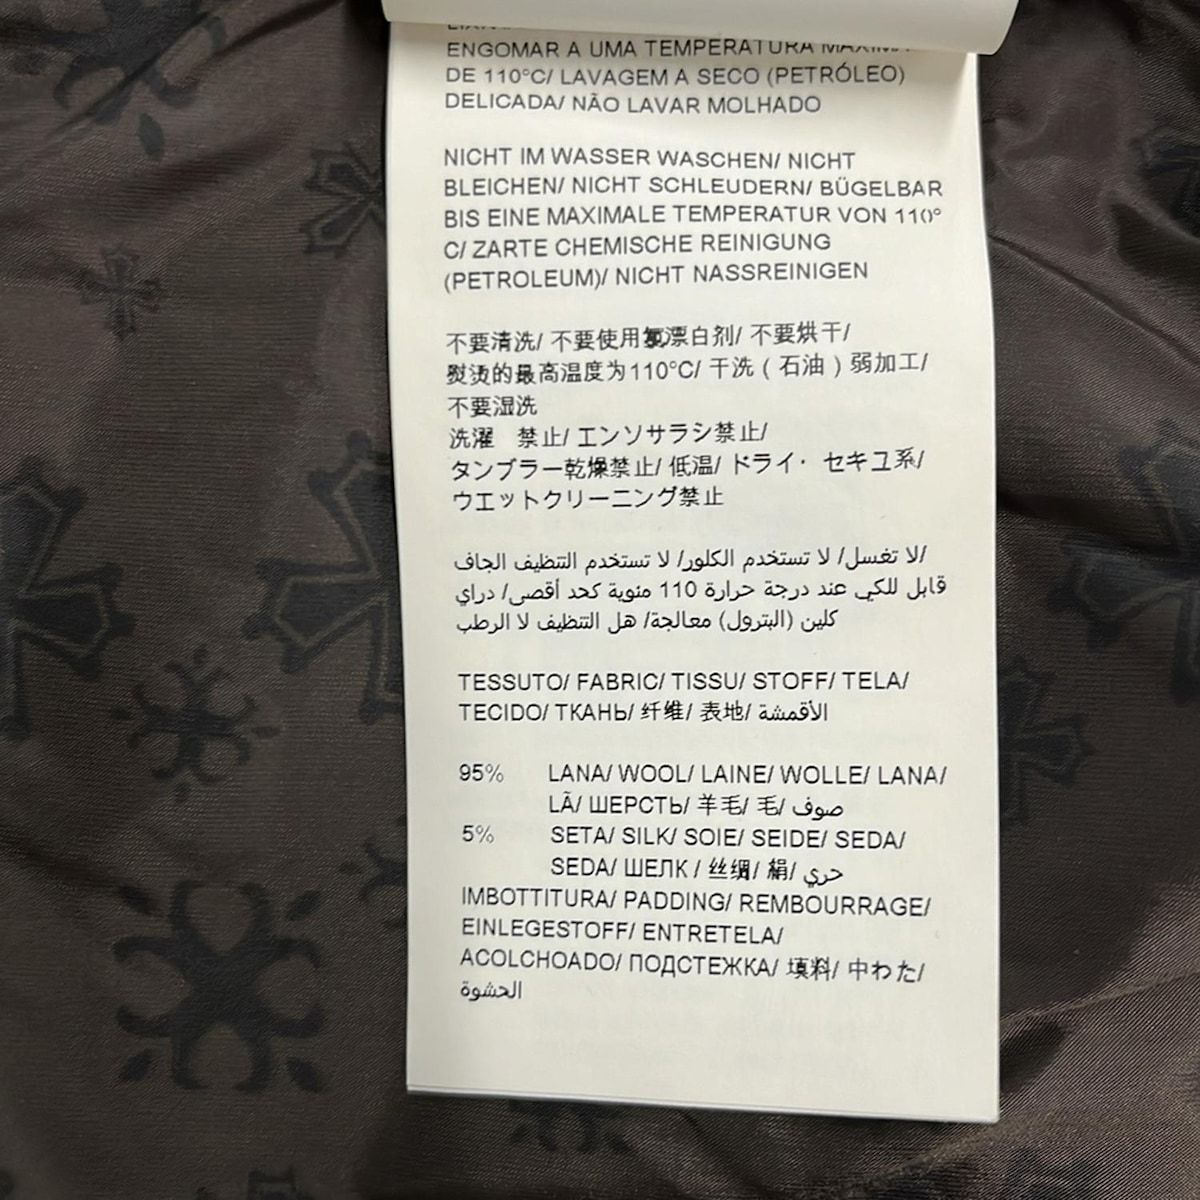 ENGOMAR A UMA TEMPERATURA MAXIMA
DE 110°C/ LAVAGEM A SECO (PETRÓLEO)
DELICADA/ NÃO LAVAR MOLHADO
NICHT IM WASSER WASCHEN/ NICHT
BLEICHEN/ NICHT SCHLEUDERN/ BÜGELBAR
BIS EINE MAXIMALE TEMPERATUR VON 110°
C/ ZARTE CHEMISCHE REINIGUNG
(PETROLEUM)/ NICHT NASSREINIGEN
不要清洗/ 不要使用氯漂白剂/ 不要烘干/
熨烫的最高温度为110°C/ 干洗 ( 石油 ) 弱加工/
不要湿洗
洗濯 禁止/ エンソサラシ禁止/
タンブラー乾燥禁止/ 低温/ ドライ・ セキユ系/
ウエットクリーニング禁止
لا تغسل/ لا تستخدم الكلور/ لا تستخدم التنظيف الجاف/
قابل للكي عند درجة حرارة 110 مئوية كحد أقصى/ دراي
كلين (البترول) معالجة/ هل التنظيف لا الرطب
TESSUTO/ FABRIC/ TISSU/ STOFF/ TELA/
TECIDO/ ТКАНЬ/ 纤维/ 表地/ الأقمشة
95% LANA/ WOOL/ LAINE/ WOLLE/ LANA/
LÃ/ ШЕРСТЬ/ 羊毛/ 毛/ صوف
5% SETA/ SILK/ SOIE/ SEIDE/ SEDA/
SEDA/ ШЕЛК / 丝绸/ 絹/ حري
IMBOTTITURA/ PADDING/ REMBOURRAGE/
EINLEGESTOFF/ ENTRETELA/
ACOLCHOADO/ ПОДСТЕЖКА/ 填料/ 中わた/
الحشوة